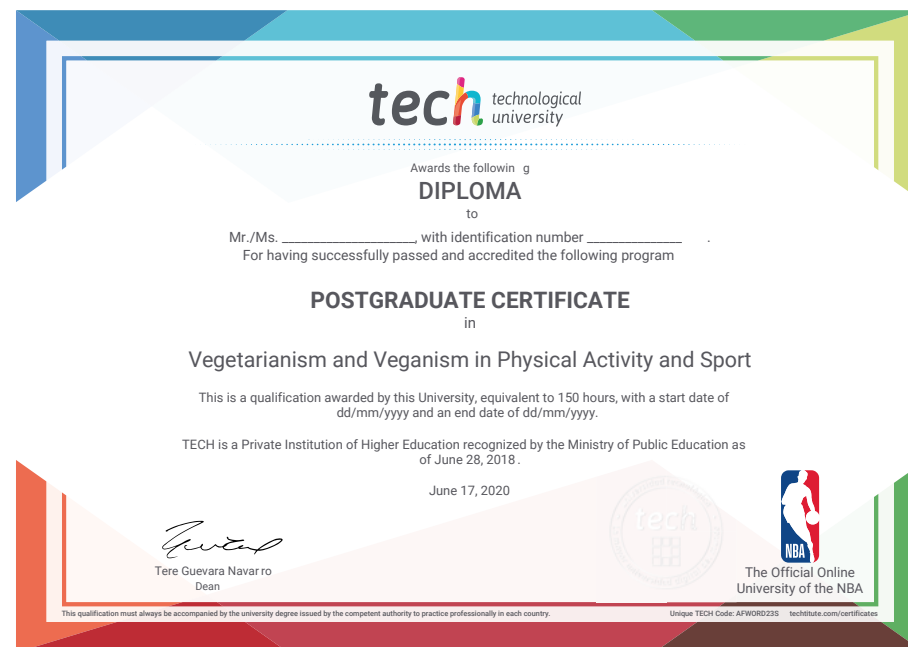 tech technological
university
Awards the followin g
DIPLOMA
to
Mr./Ms. ____________________, with identification number ______________ .
For having successfully passed and accredited the following program
POSTGRADUATE CERTIFICATE
in
Vegetarianism and Veganism in Physical Activity and Sport
This is a qualification awarded by this University, equivalent to 150 hours, with a start date of
dd/mm/yyyy and an end date of dd/mm/yyyy.
TECH is a Private Institution of Higher Education recognized by the Ministry of Public Education as
of June 28, 2018 .
June 17, 2020
tech
NBA
Tere Guevara Navar ro
Dean
The Official Online
University of the NBA
This qualification must always be accompanied by the university degree issued by the competent authority to practice professionally in each country.
Unique TECH Code: AFWORD23S techtitute.com/certificates